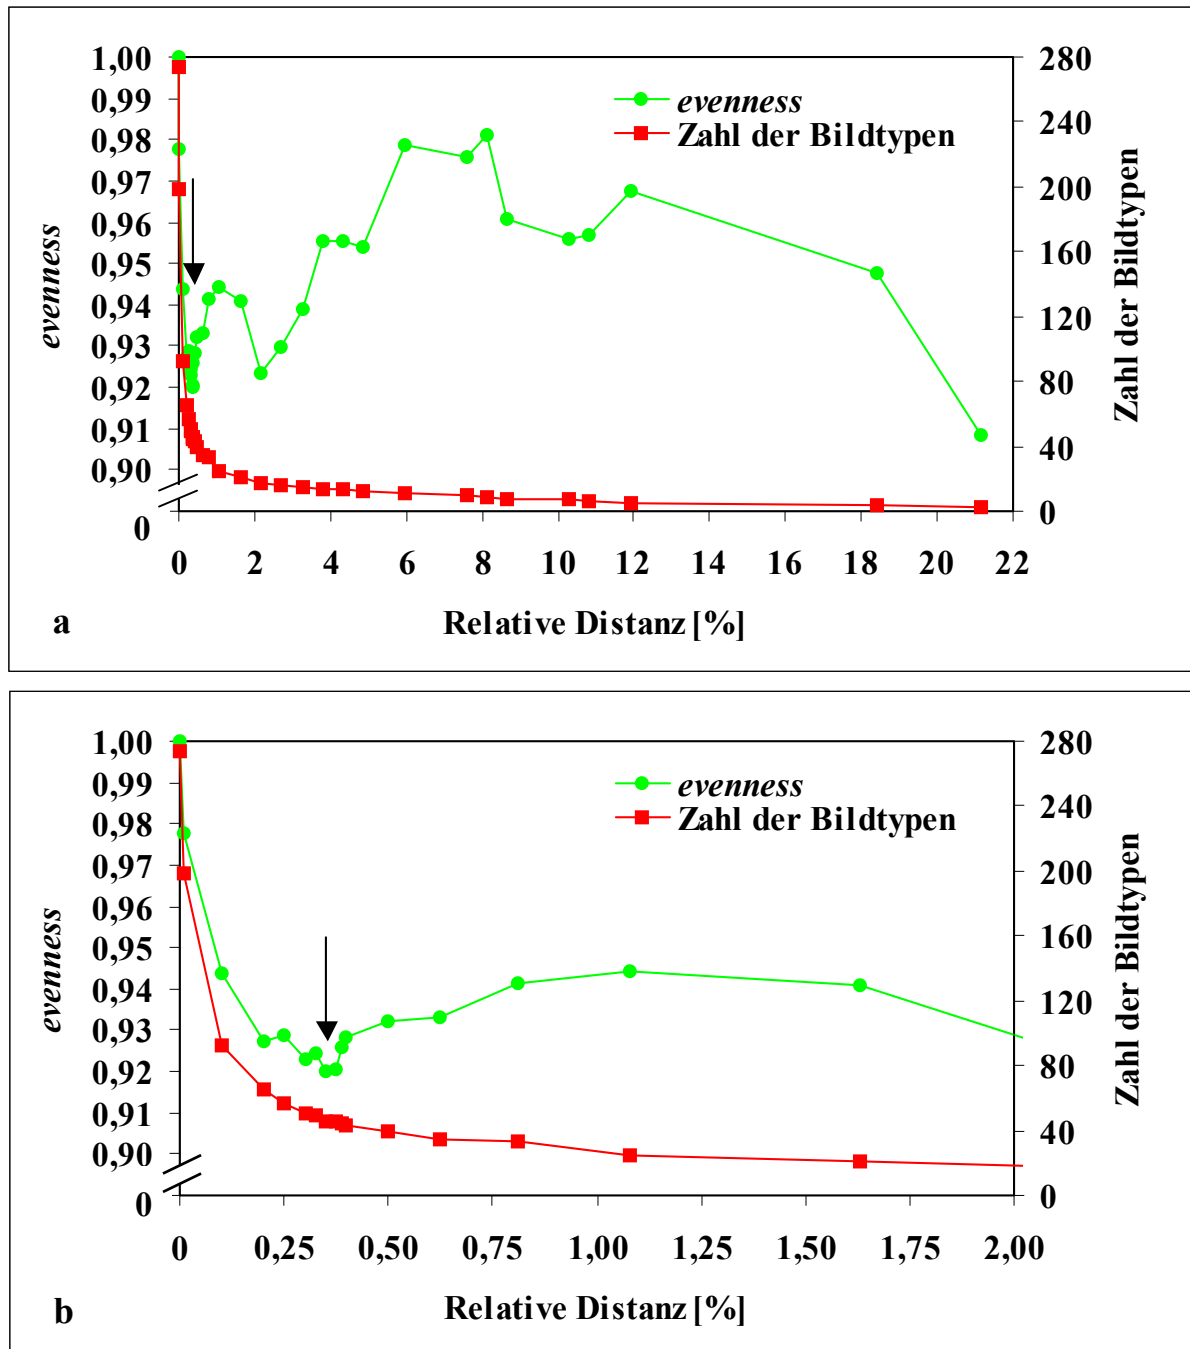 1,00
0,99
0,98
0,97
0,96
0,95
0,94
0,93
0,92
0,91
0,90
0
evenness
evenness
Zahl der Bildtypen
280
240
200
160
120
80
40
0
Zahl der Bildtypen
0 2 4 6 8 10 12 14 16 18 20 22
Relative Distanz [%]
a
1,00
0,99
0,98
0,97
0,96
0,95
0,94
0,93
0,92
0,91
0,90
0
evenness
evenness
Zahl der Bildtypen
280
240
200
160
120
80
40
0
Zahl der Bildtypen
0 0,25 0,50 0,75 1,00 1,25 1,50 1,75 2,00
Relative Distanz [%]
b